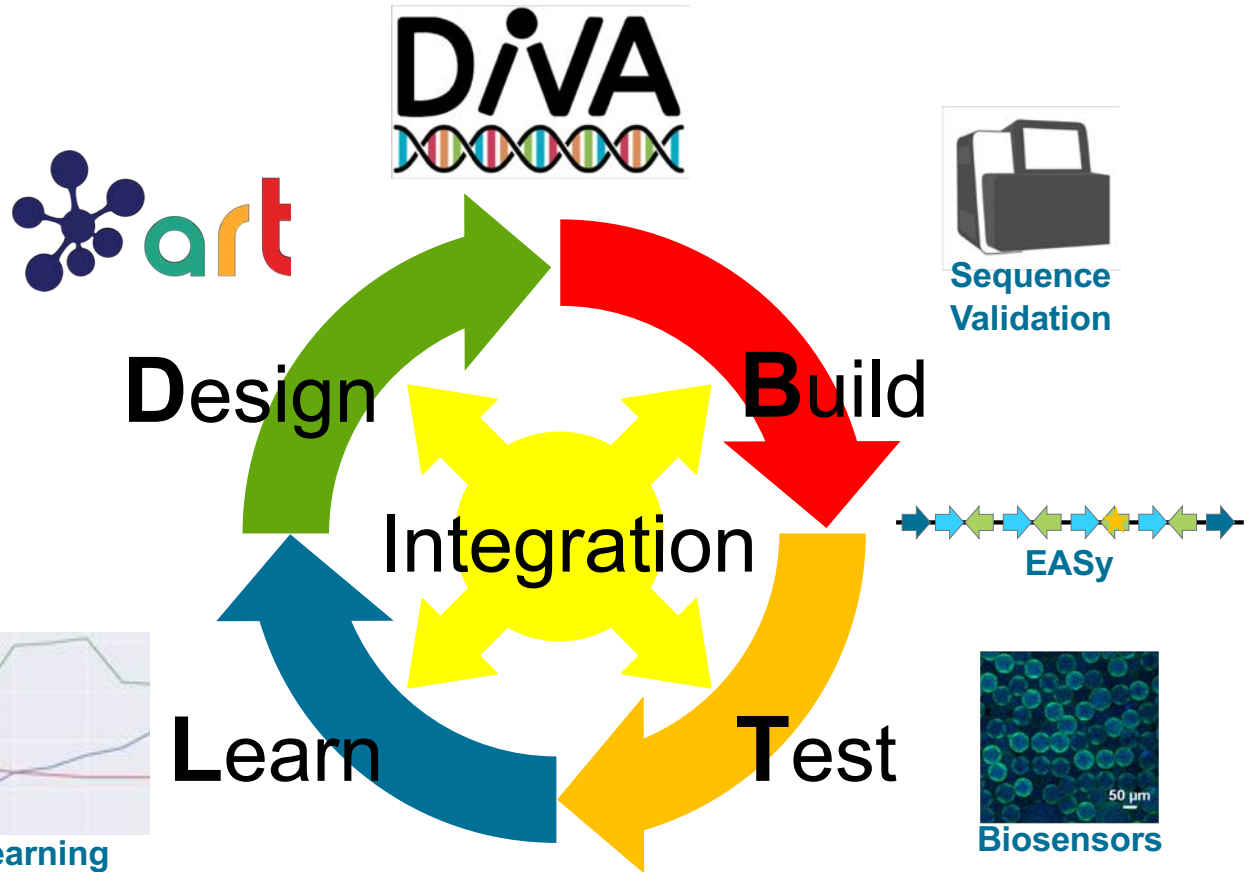 DiVA
art
Sequence
Validation
Design
Build
Integration
EASy
Learn
Test
50 µm
Biosensors
earning